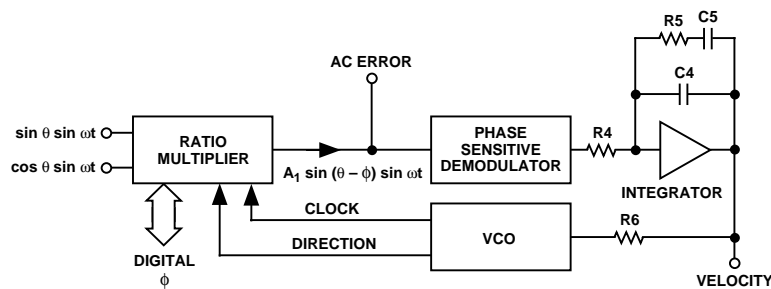 R5
C5
AC ERROR
C4
sin θ sin ωt
cos θ sin ωt
RATIO
MULTIPLIER
A1 sin (θ – ϕ) sin ωt
PHASE
SENSITIVE
DEMODULATOR
R4
INTEGRATOR
CLOCK
DIRECTION
VCO
R6
DIGITAL
ϕ
VELOCITY